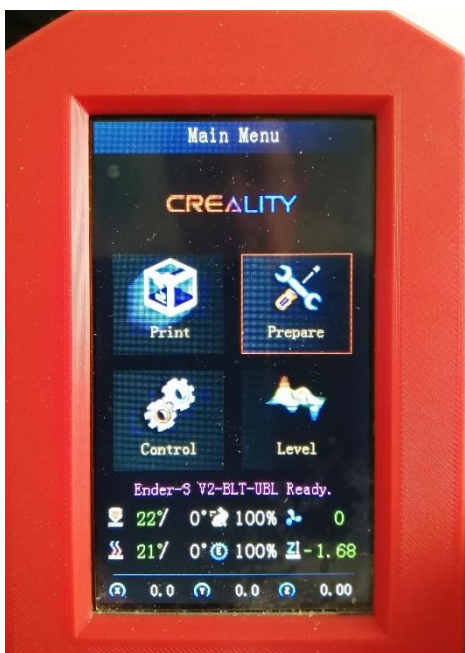 Main Menu
CREALITY
Print Prepare
Control Level
Ender-3 V2-BLT-UBL Ready.
22°/ 0° 100% 0
21°/ 0° E 100% Z -1.68
X 0.0 Y 0.0 Z 0.00